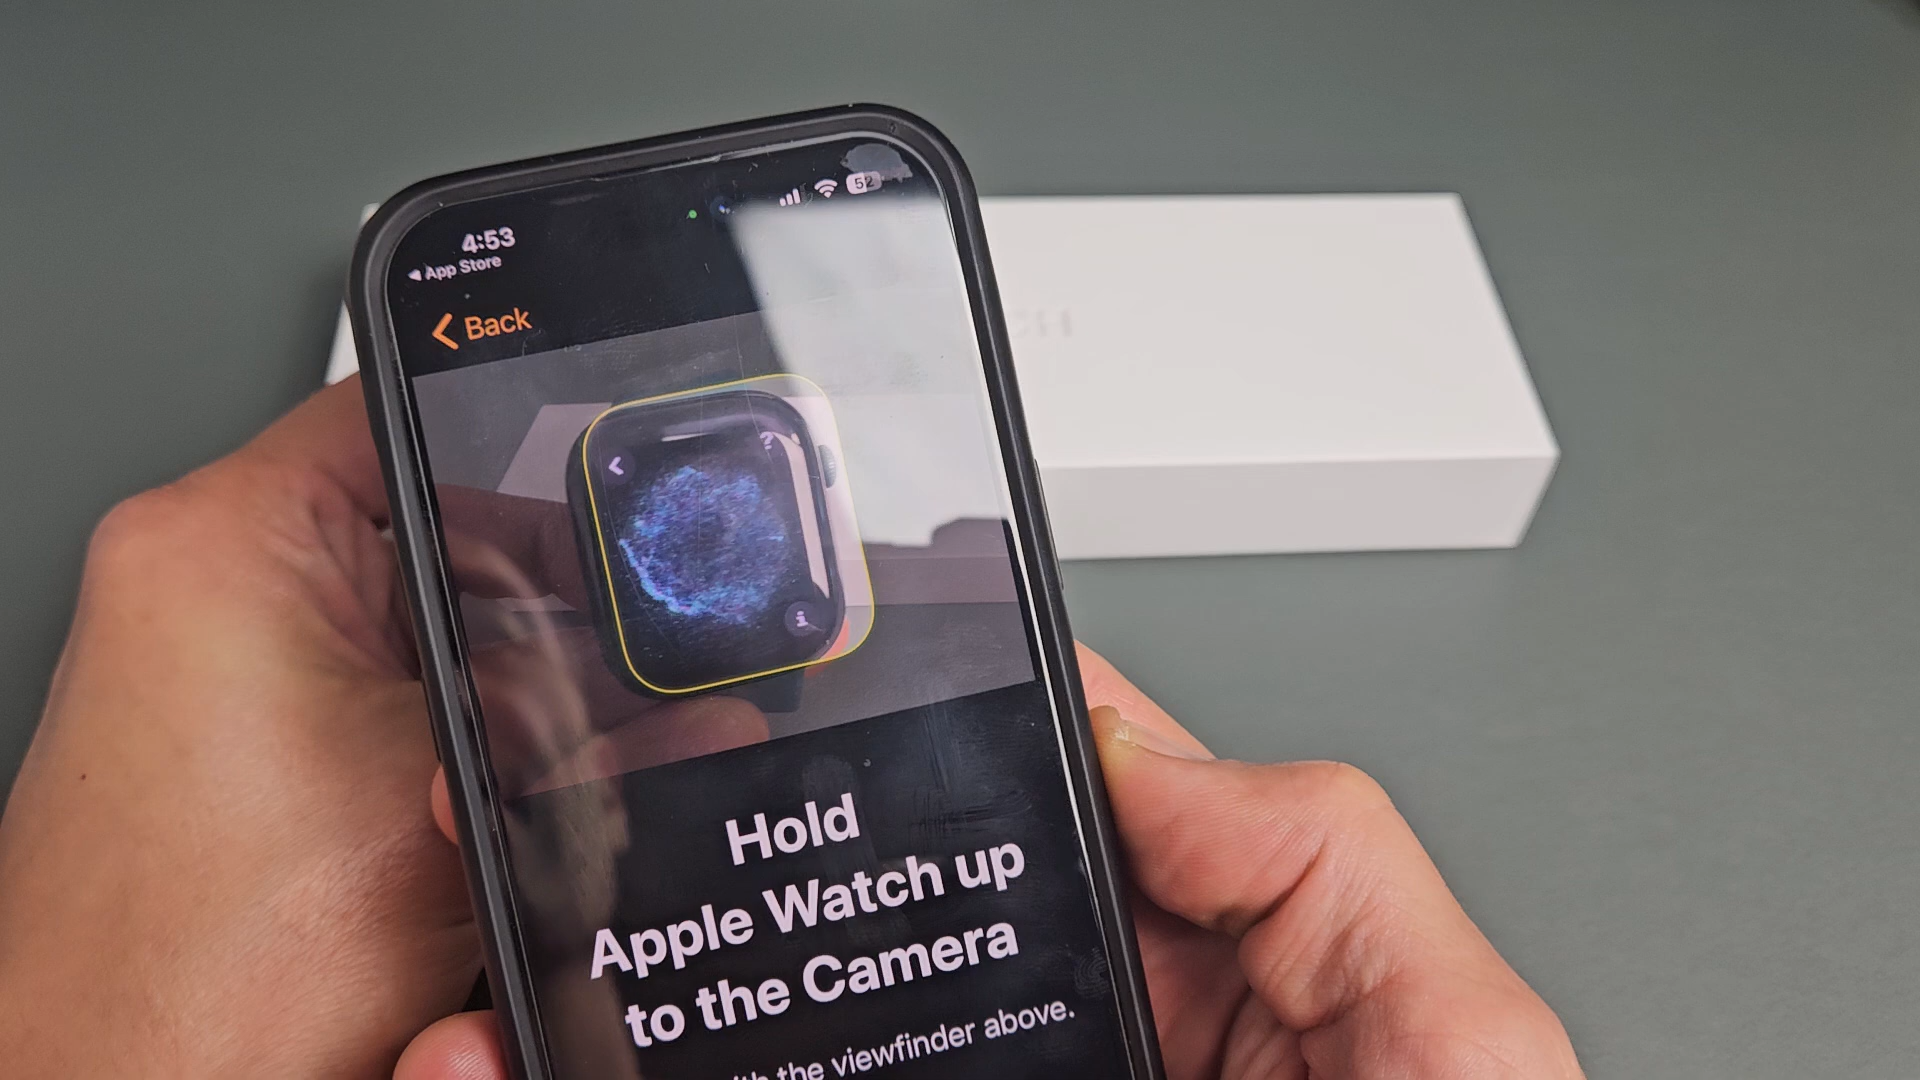 4:53
52
◀ App Store
Back
?
i
Hold
Apple Watch up
to the Camera
the viewfinder above.